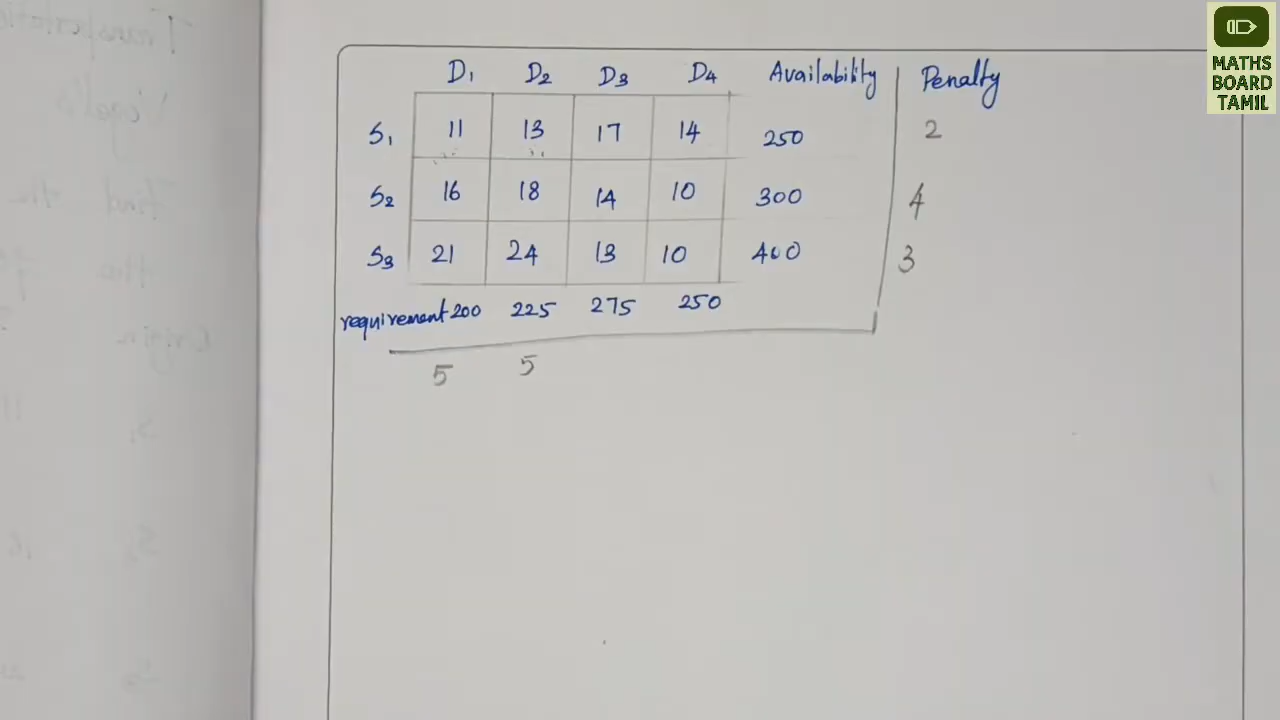 D1 D2 D3 D4 Availability Penalty
S1 11 13 17 14 250 2
S2 16 18 14 10 300 4
S3 21 24 13 10 400 3
requirement 200 225 275 250
5 5
MATHS
BOARD
TAMIL